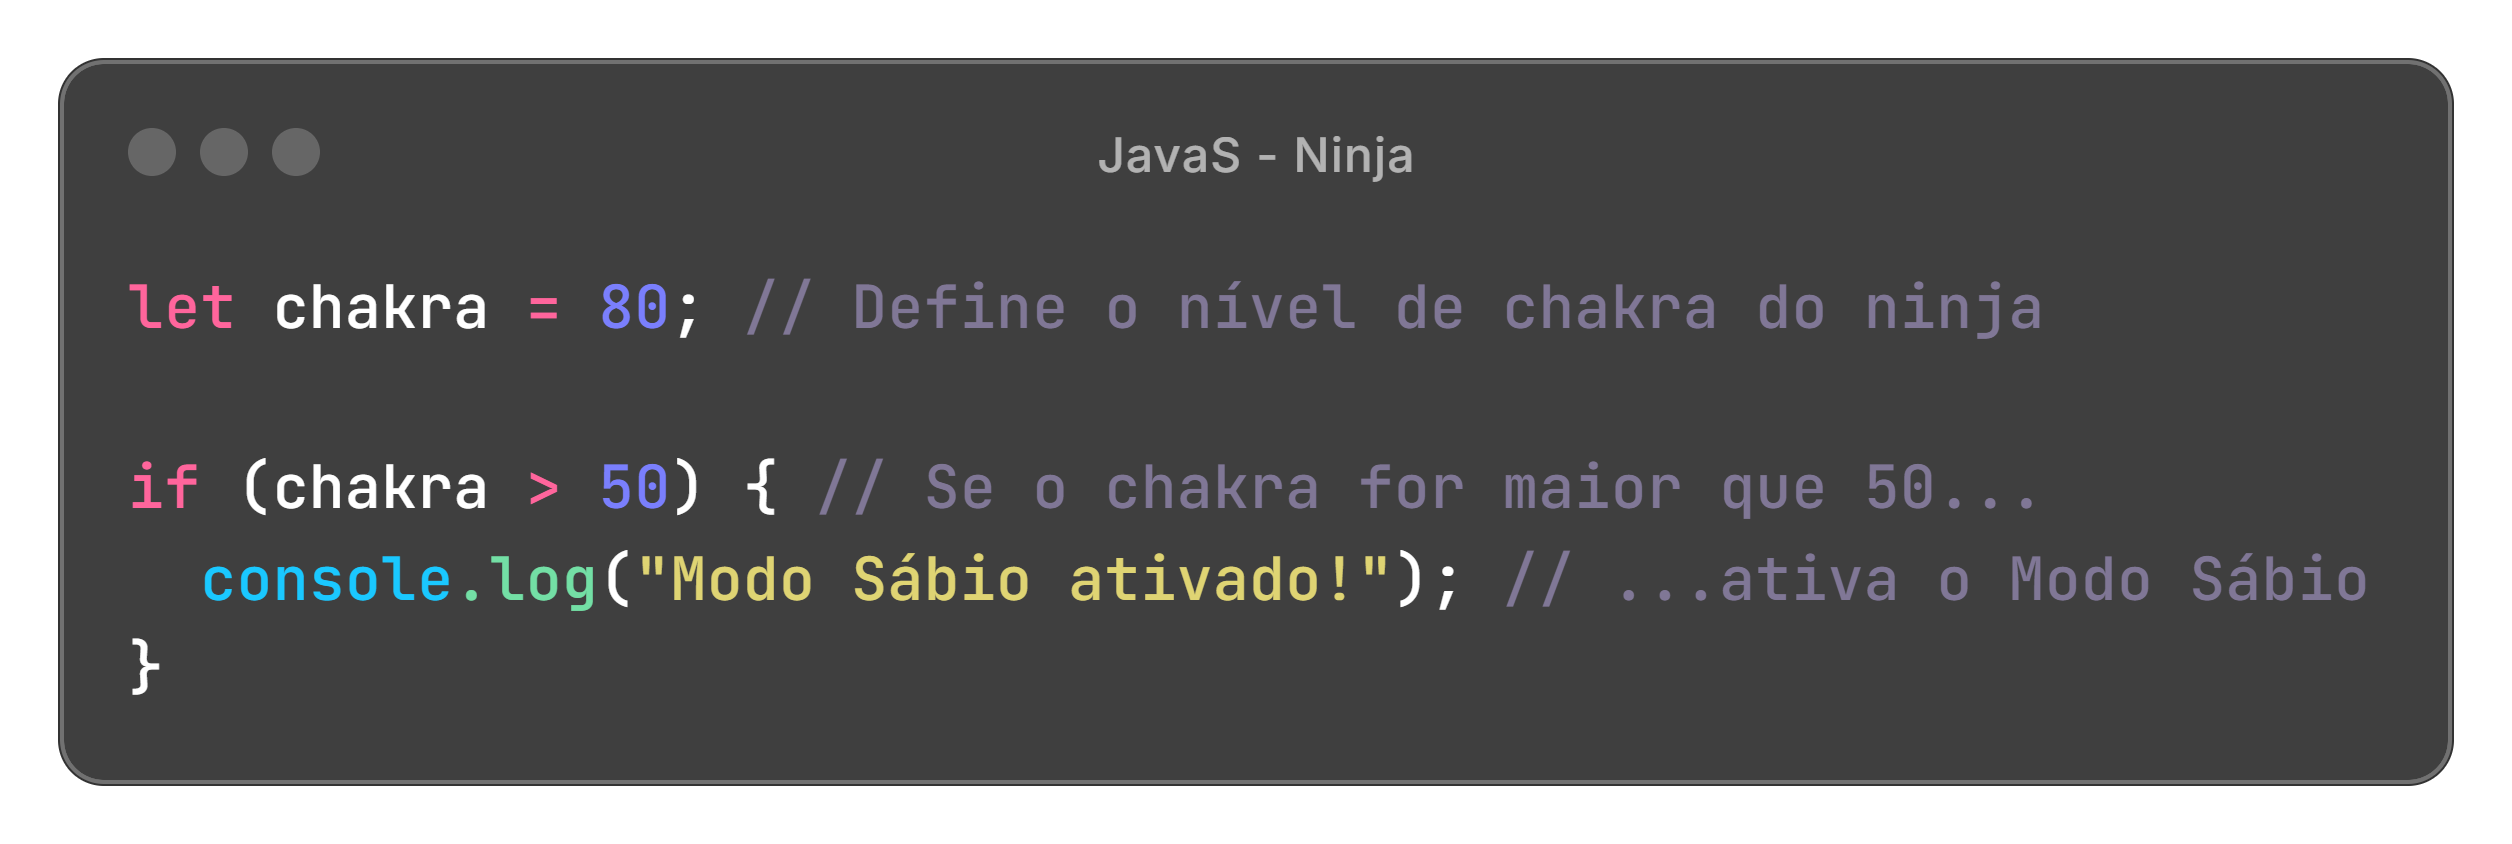 JavaS - Ninja
let chakra = 80; // Define o nível de chakra do ninja
if (chakra > 50) { // Se o chakra for maior que 50...
  console.log("Modo Sábio ativado!"); // ...ativa o Modo Sábio
}